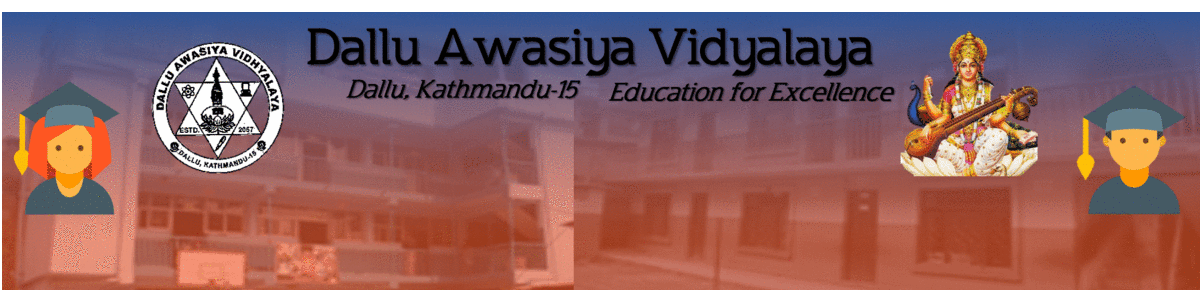 Dallu Awasiya Vidyalaya
Dallu, Kathmandu-15 Education for Excellence
DALLU AWASIYA VIDHYALAYA
ESTD. 2057
DALLU, KATHMANDU-15